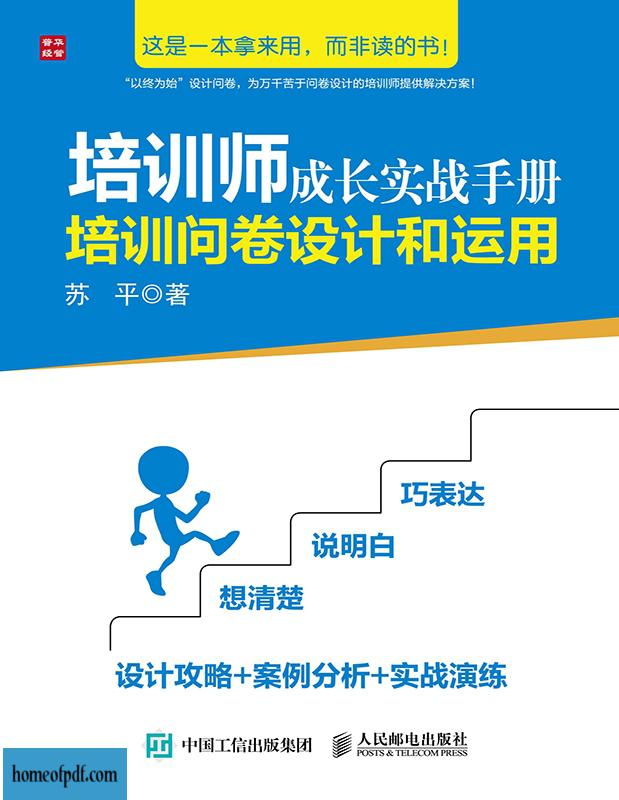 普华
经营
这是一本拿来用，而非读的书！
“以终为始”设计问卷，为万千苦于问卷设计的培训师提供解决方案！
培训师成长实战手册
培训问卷设计和运用
苏 平◎著
巧表达
说明白
想清楚
设计攻略+案例分析+实战演练
中国工信出版集团 人民邮电出版社
POSTS & TELECOM PRESS
homeofpdf.com